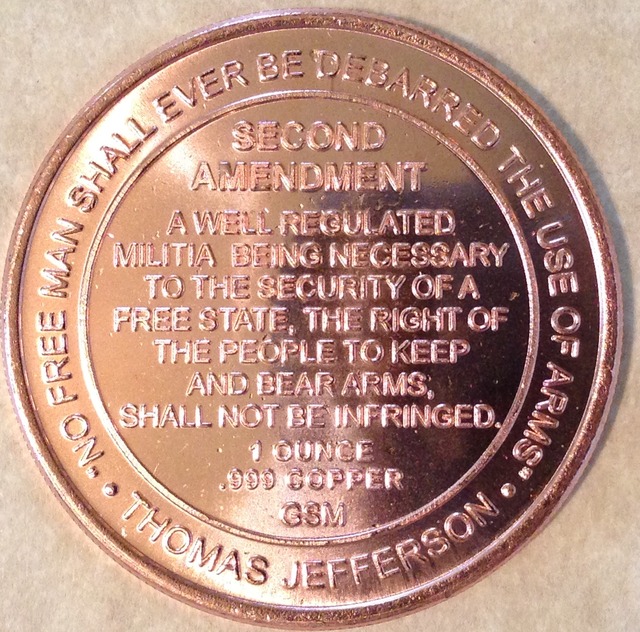 "NO FREE MAN SHALL EVER BE DEBARRED THE USE OF ARMS"
• THOMAS JEFFERSON •
SECOND
AMENDMENT
A WELL REGULATED
MILITIA BEING NECESSARY
TO THE SECURITY OF A
FREE STATE, THE RIGHT OF
THE PEOPLE TO KEEP
AND BEAR ARMS,
SHALL NOT BE INFRINGED.
1 OUNCE
.999 COPPER
GSM